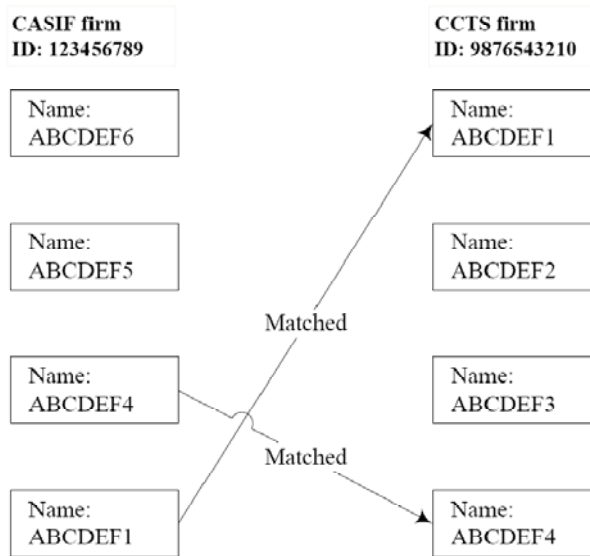 CASIF firm
ID: 123456789
CCTS firm
ID: 9876543210
Name:
ABCDEF6
Name:
ABCDEF1
Name:
ABCDEF5
Name:
ABCDEF2
Matched
Name:
ABCDEF4
Name:
ABCDEF3
Matched
Name:
ABCDEF1
Name:
ABCDEF4